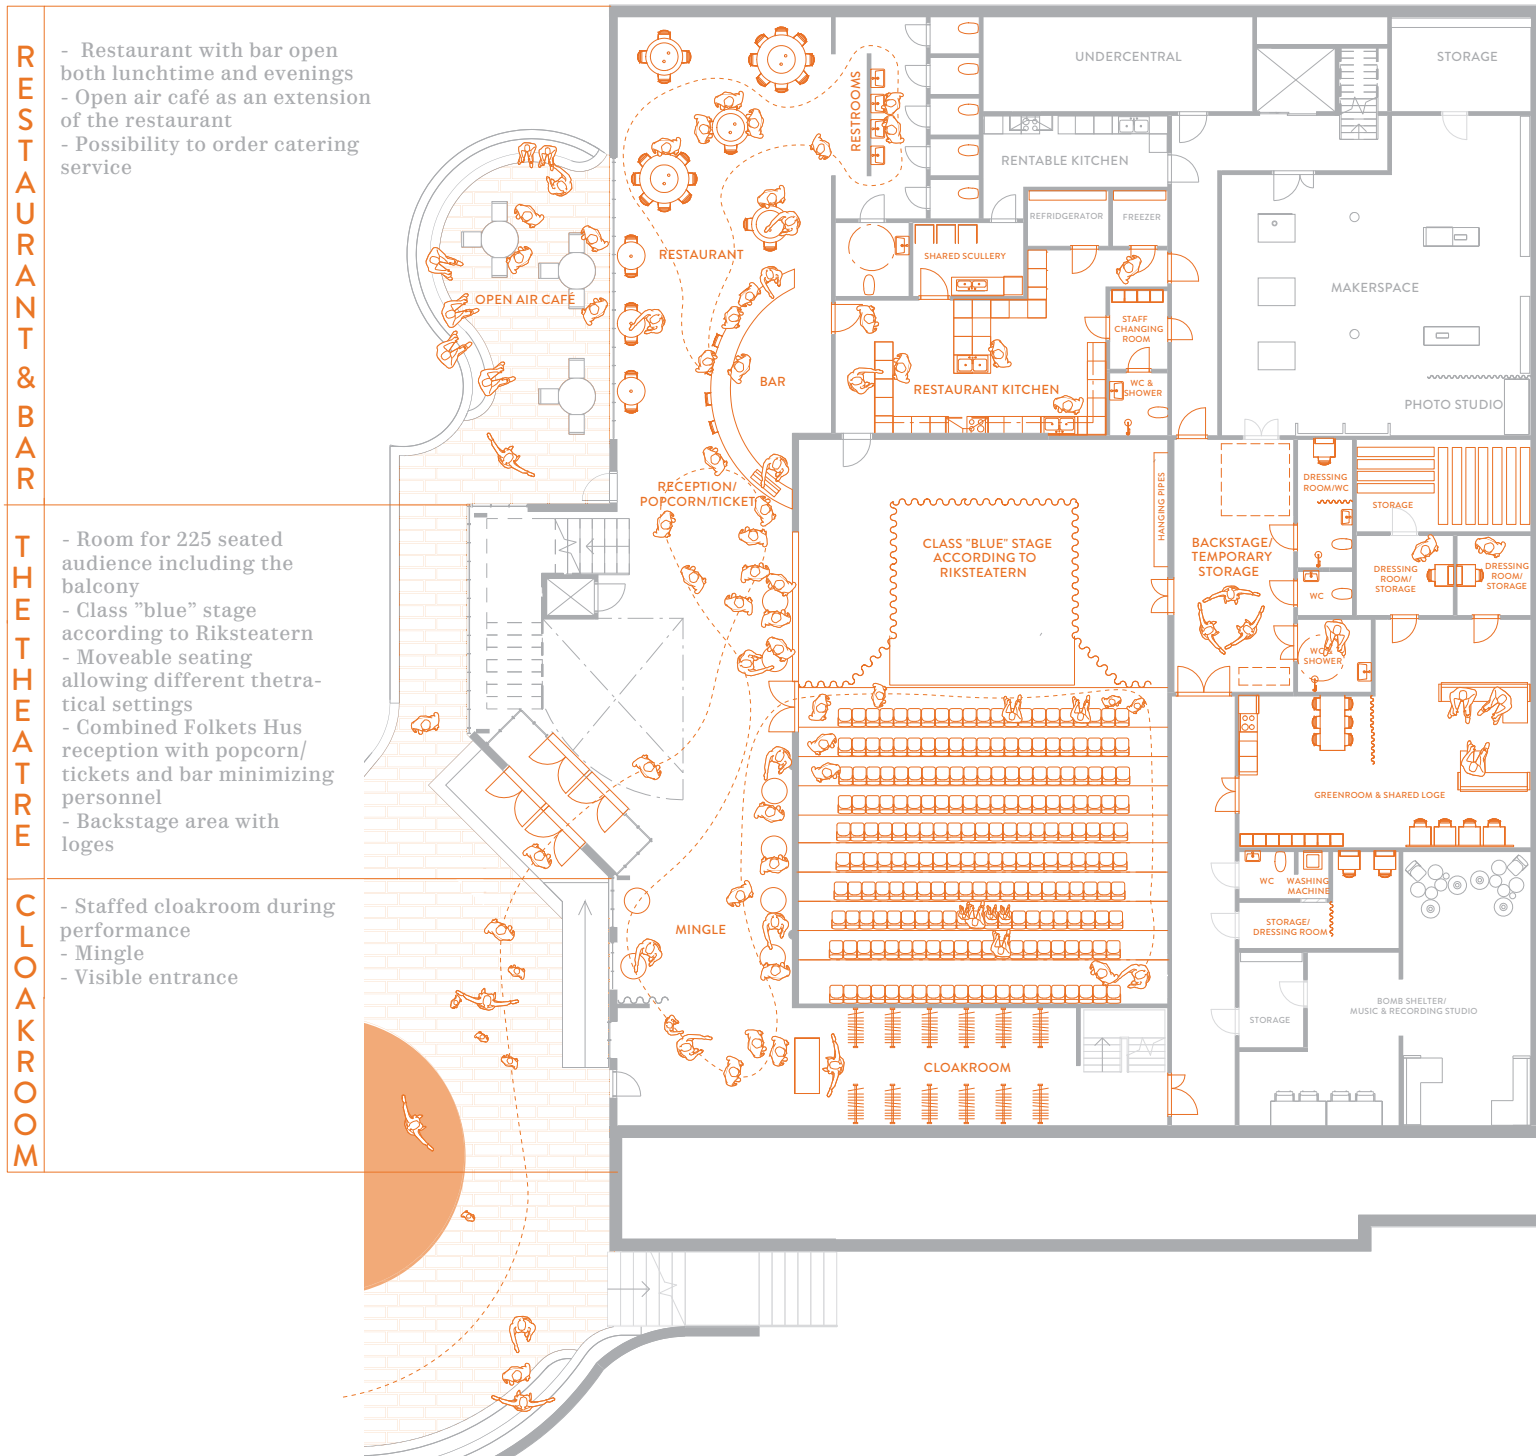 RESTAURANT & BAR
- Restaurant with bar open
both lunchtime and evenings
- Open air café as an extension
of the restaurant
- Possibility to order catering
service
THE THEATRE
- Room for 225 seated
audience including the
balcony
- Class ”blue” stage
according to Riksteatern
- Moveable seating
allowing different thetra-
tical settings
- Combined Folkets Hus
reception with popcorn/
tickets and bar minimizing
personnel
- Backstage area with
loges
CLOAKROOM
- Staffed cloakroom during
performance
- Mingle
- Visible entrance
RESTROOMS
UNDERCENTRAL
STORAGE
RENTABLE KITCHEN
REFRIDGERATOR
FREEZER
RESTAURANT
SHARED SCULLERY
OPEN AIR CAFÉ
MAKERSPACE
STAFF
CHANGING
ROOM
BAR
RESTAURANT KITCHEN
WC &
SHOWER
PHOTO STUDIO
RECEPTION/
POPCORN/TICKET
HANGING PIPES
DRESSING
ROOM/WC
STORAGE
CLASS "BLUE" STAGE
ACCORDING TO
RIKSTEATERN
BACKSTAGE/
TEMPORARY
STORAGE
DRESSING
ROOM/
STORAGE
DRESSING
ROOM/
STORAGE
WC
WC &
SHOWER
GREENROOM & SHARED LOGE
WC
WASHING
MACHINE
MINGLE
STORAGE/
DRESSING ROOM
STORAGE
BOMB SHELTER/
MUSIC & RECORDING STUDIO
CLOAKROOM